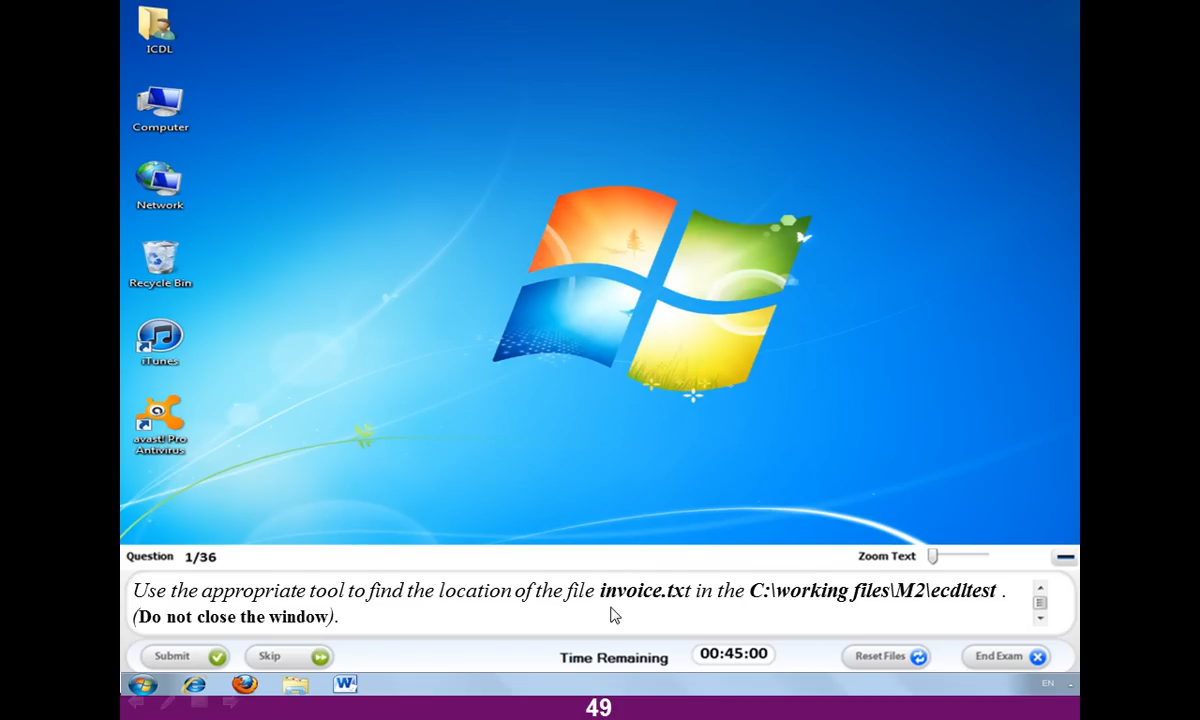 ICDL
Computer
Network
Recycle Bin
iTunes
avast! Pro
Antivirus
Question 1/36
Zoom Text
Use the appropriate tool to find the location of the file invoice.txt in the C:\working files\M2\ecdltest .
(Do not close the window).
Submit
Skip
Time Remaining
00:45:00
Reset Files
End Exam
EN
49